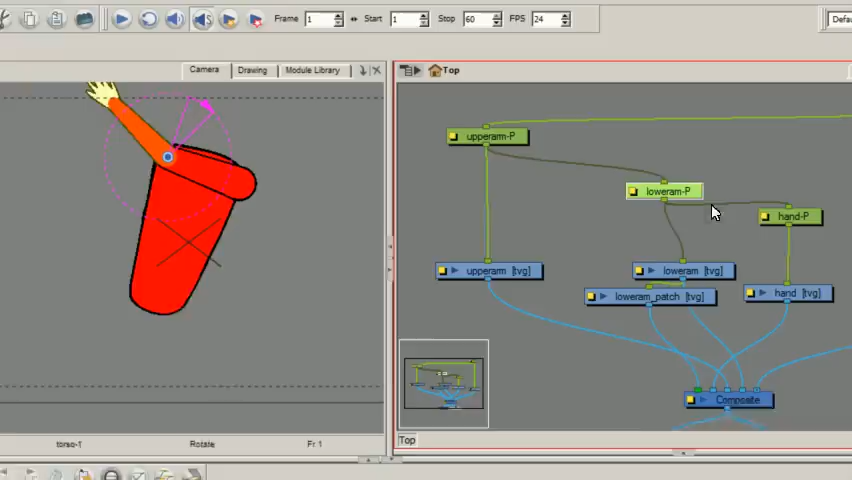 Frame 1 Start 1 Stop 60 FPS 24
Defa
Camera Drawing Module Library
Top
upperarm-P
loweram-P
hand-P
upperarm [tvg]
loweram [tvg]
loweram_patch [tvg]
hand [tvg]
Composite
Top
torso-1 Rotate Fr 1